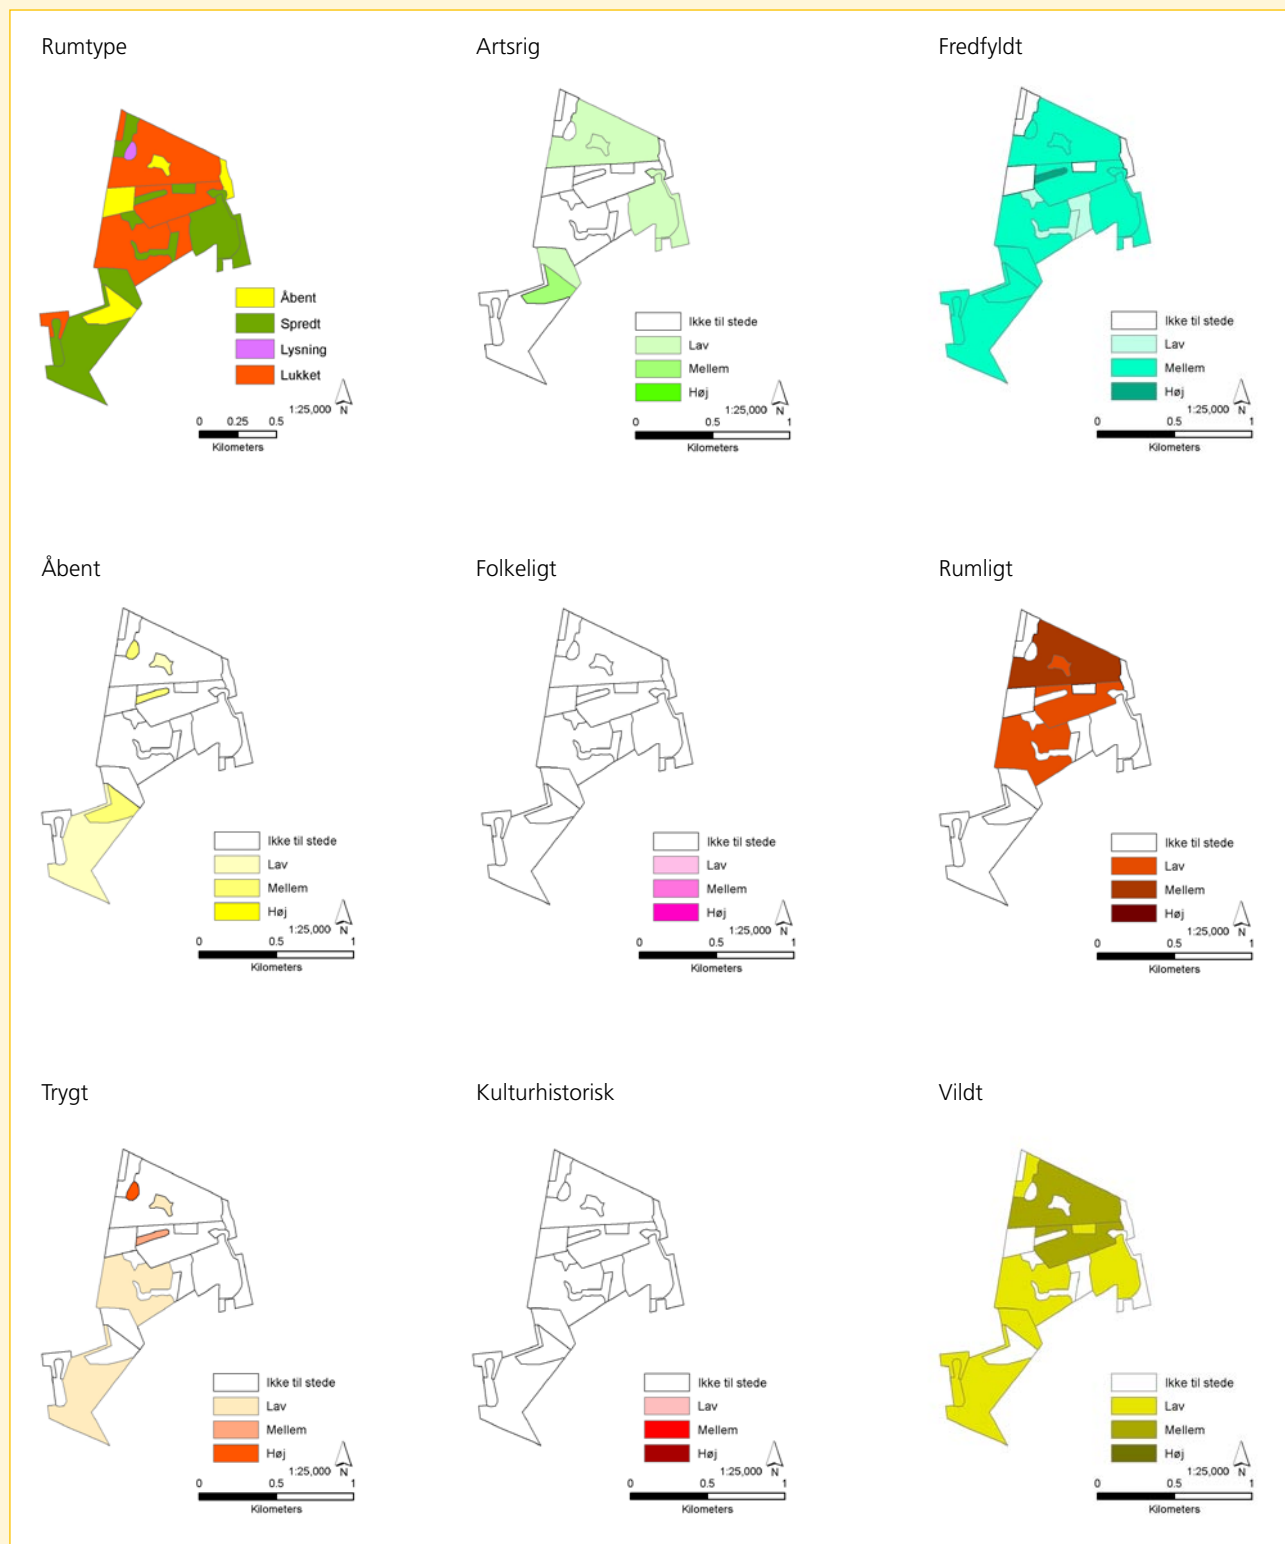 Rumtype
Åbent
Spredt
Lysning
Lukket
1:25,000
N
0 0.25 0.5
Kilometers
Artsrig
Ikke til stede
Lav
Mellem
Høj
1:25,000
N
0 0.5 1
Kilometers
Fredfyldt
Ikke til stede
Lav
Mellem
Høj
1:25,000
N
0 0.5 1
Kilometers
Åbent
Ikke til stede
Lav
Mellem
Høj
1:25,000
N
0 0.5 1
Kilometers
Folkeligt
Ikke til stede
Lav
Mellem
Høj
1:25,000
N
0 0.5 1
Kilometers
Rumligt
Ikke til stede
Lav
Mellem
Høj
1:25,000
N
0 0.5 1
Kilometers
Trygt
Ikke til stede
Lav
Mellem
Høj
1:25,000
N
0 0.5 1
Kilometers
Kulturhistorisk
Ikke til stede
Lav
Mellem
Høj
1:25,000
N
0 0.5 1
Kilometers
Vildt
Ikke til stede
Lav
Mellem
Høj
1:25,000
N
0 0.5 1
Kilometers